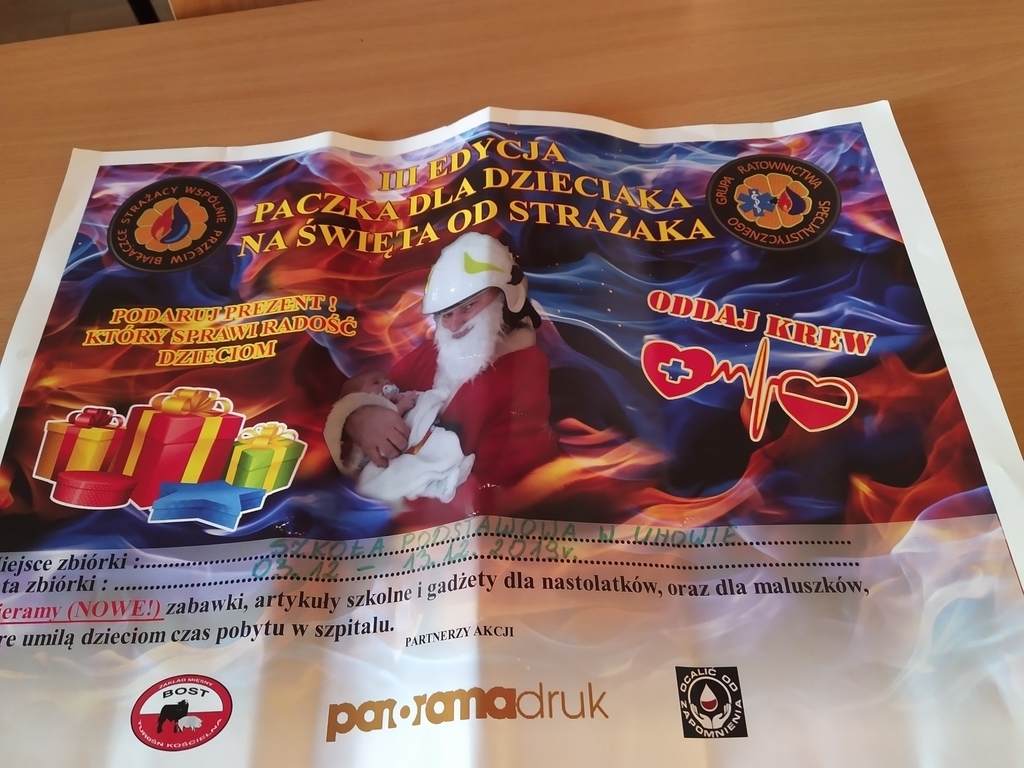 III EDYCJA
PACZKA DLA DZIECIAKA
NA ŚWIĘTA OD STRAŻAKA
STRAŻACY WSPÓLNIE PRZECIW BIAŁACZCE
GRUPA RATOWNICTWA SPECJALISTYCZNEGO
PODARUJ PREZENT !
KTÓRY SPRAWI RADOŚĆ
DZIECIOM
ODDAJ KREW
iejsce zbiórki : SZKOŁA PODSTAWOWA W UHOWIE
ta zbiórki : 03.12 – 13.12.2019r.
ieramy (NOWE!) zabawki, artykuły szkolne i gadżety dla nastolatków, oraz dla maluszków,
re umilą dzieciom czas pobytu w szpitalu.
PARTNERZY AKCJI
ZAKŁAD MIĘSNY
BOST
TUROŚŃ KOŚCIELNA
panoramadruk
OCALIĆ OD
ZAPOMNIENIA